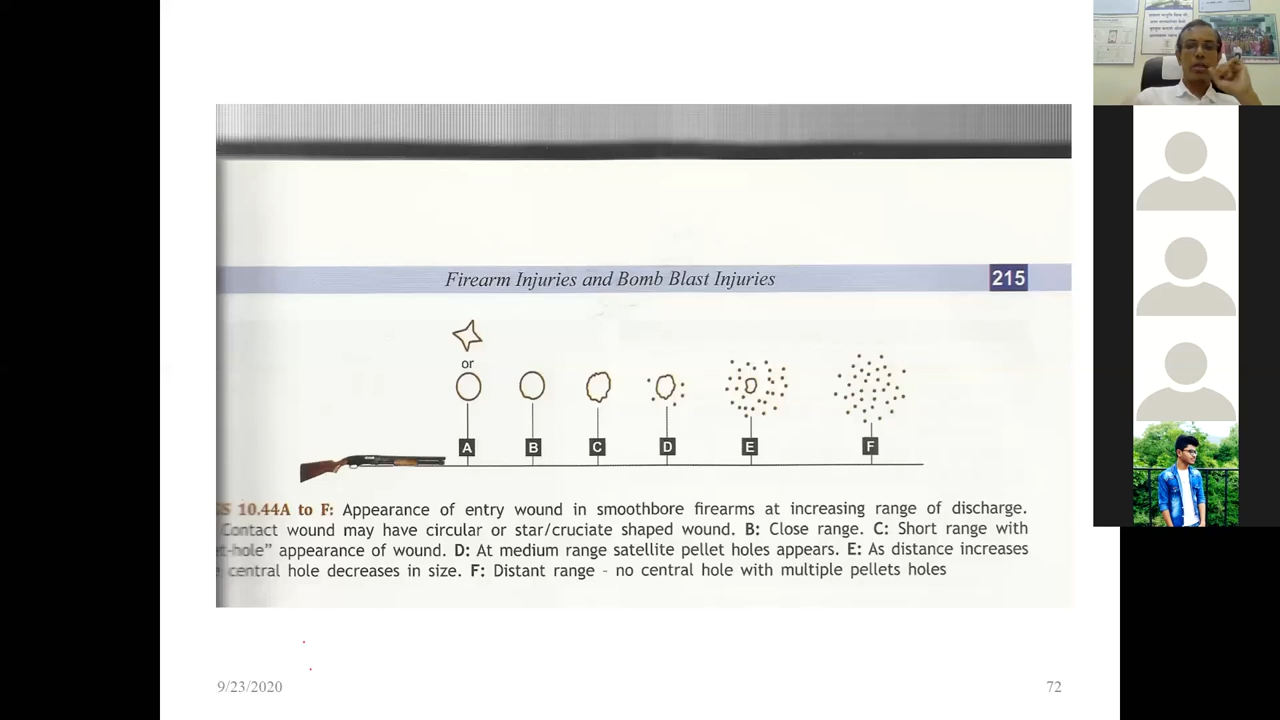 Firearm Injuries and Bomb Blast Injuries 215
or
A B C D E F
10.44A to F: Appearance of entry wound in smoothbore firearms at increasing range of discharge.
Contact wound may have circular or star/cruciate shaped wound. B: Close range. C: Short range with
appearance of wound. D: At medium range satellite pellet holes appears. E: As distance increases
central hole decreases in size. F: Distant range – no central hole with multiple pellets holes
9/23/2020 72